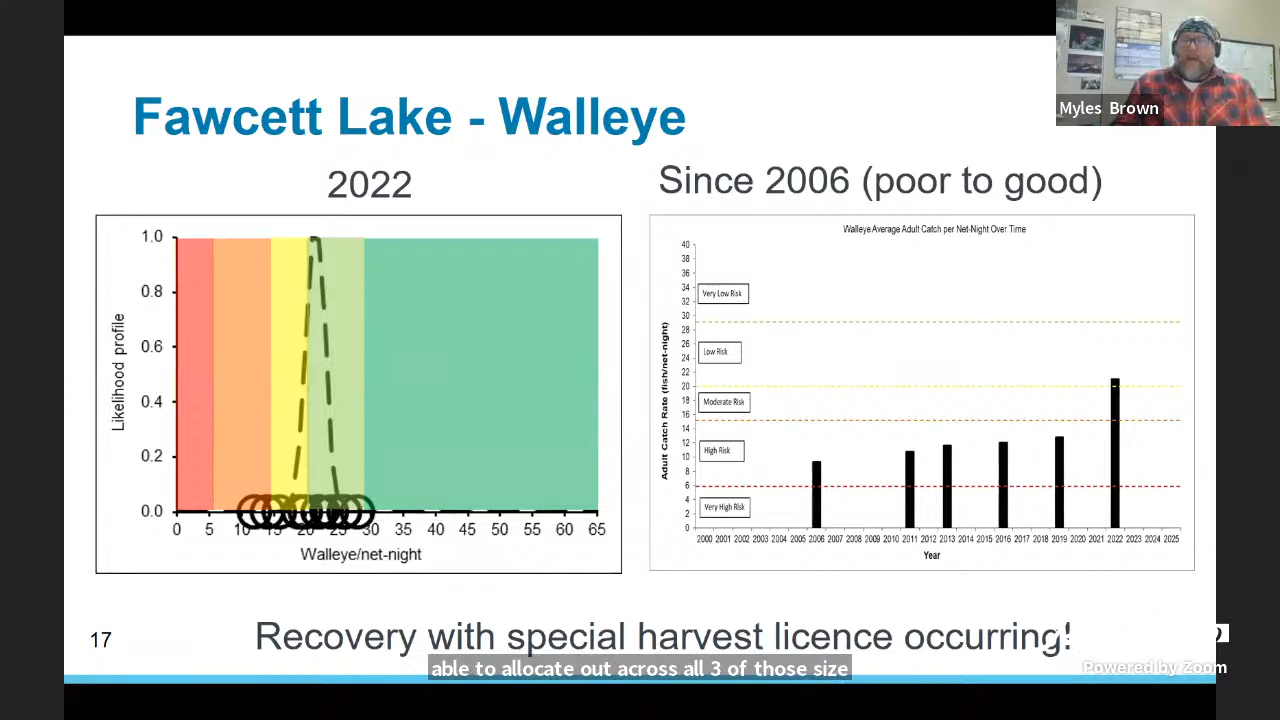 Fawcett Lake - Walleye
Myles Brown
2022
Since 2006 (poor to good)
1.0
0.8
0.6
0.4
0.2
0.0
Likelihood profile
0 5 10 15 20 25 30 35 40 45 50 55 60 65
Walleye/net-night
Walleye Average Adult Catch per Net-Night Over Time
40
38
36
34
32
30
28
26
24
22
20
18
16
14
12
10
8
6
4
2
0
Adult Catch Rate (fish/net-night)
Very Low Risk
Low Risk
Moderate Risk
High Risk
Very High Risk
2000 2001 2002 2003 2004 2005 2006 2007 2008 2009 2010 2011 2012 2013 2014 2015 2016 2017 2018 2019 2020 2021 2022 2023 2024 2025
Year
17
Recovery with special harvest licence occurring!
able to allocate out across all 3 of those size
Powered by Zoom